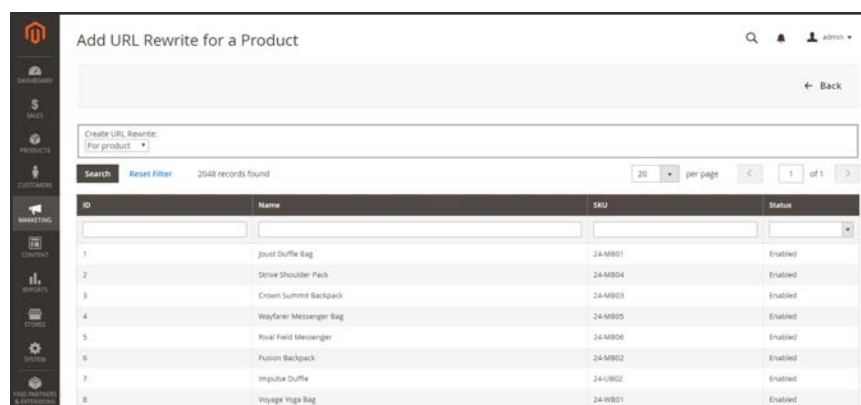 Add URL Rewrite for a Product
admin
DASHBOARD
SALES
PRODUCTS
CUSTOMERS
MARKETING
CONTENT
REPORTS
STORES
SYSTEM
FIND PARTNERS
& EXTENSIONS
← Back
Create URL Rewrite:
For product
Search Reset Filter 2048 records found 20 per page 1 of 1
ID Name SKU Status
1 Joust Duffle Bag 24-MB01 Enabled
2 Strive Shoulder Pack 24-MB04 Enabled
3 Crown Summit Backpack 24-MB03 Enabled
4 Wayfarer Messenger Bag 24-MB05 Enabled
5 Rival Field Messenger 24-MB06 Enabled
6 Fusion Backpack 24-MB02 Enabled
7 Impulse Duffle 24-UB02 Enabled
8 Voyage Yoga Bag 24-WB01 Enabled